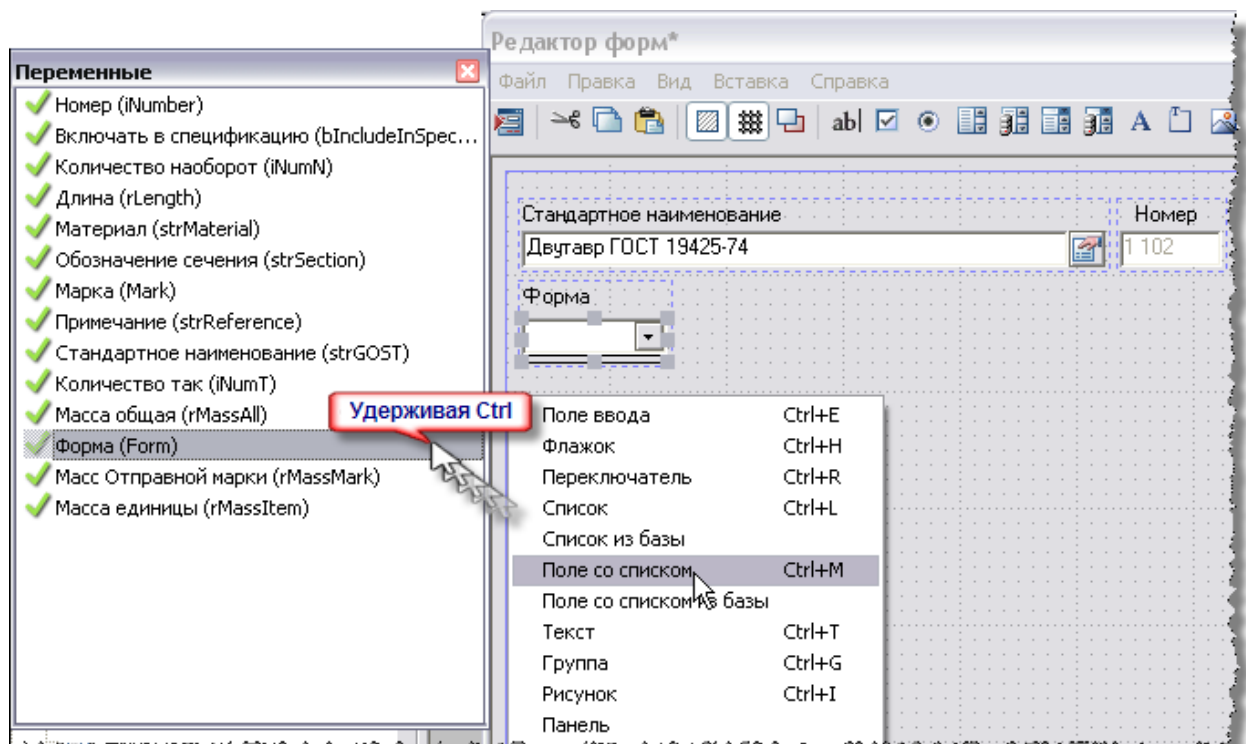 Переменные
Номер (iNumber)
Включать в спецификацию (bIncludeInSpec...
Количество наоборот (iNumN)
Длина (rLength)
Материал (strMaterial)
Обозначение сечения (strSection)
Марка (Mark)
Примечание (strReference)
Стандартное наименование (strGOST)
Количество так (iNumT)
Масса общая (rMassAll)
Форма (Form)
Масс Отправной марки (rMassMark)
Масса единицы (rMassItem)
Удерживая Ctrl
Редактор форм*
Файл Правка Вид Вставка Справка
ab| A
Стандартное наименование Номер
Двутавр ГОСТ 19425-74 1 102
Форма
Поле ввода Ctrl+E
Флажок Ctrl+H
Переключатель Ctrl+R
Список Ctrl+L
Список из базы
Поле со списком Ctrl+M
Поле со списком из базы
Текст Ctrl+T
Группа Ctrl+G
Рисунок Ctrl+I
Панель